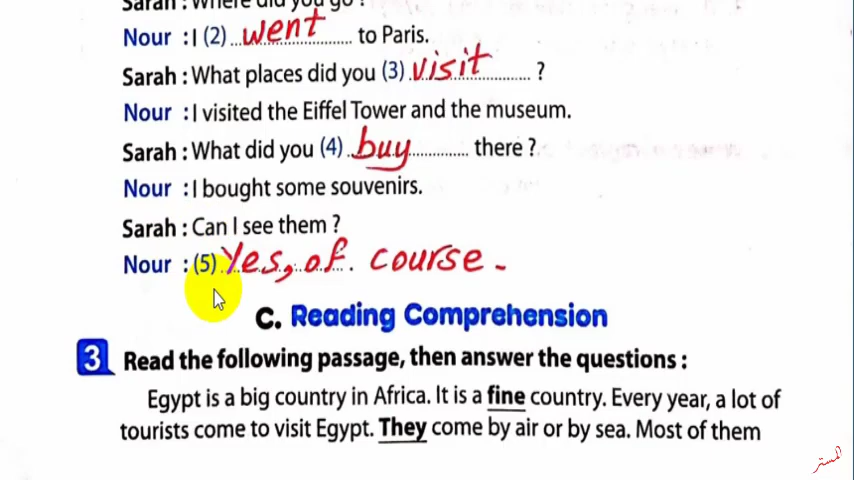 Sarah : Where did you go ?
Nour : I (2) went to Paris.
Sarah : What places did you (3) visit ?
Nour : I visited the Eiffel Tower and the museum.
Sarah : What did you (4) buy there ?
Nour : I bought some souvenirs.
Sarah : Can I see them ?
Nour : (5) Yes, of course.
C. Reading Comprehension
3 Read the following passage, then answer the questions :
Egypt is a big country in Africa. It is a fine country. Every year, a lot of
tourists come to visit Egypt. They come by air or by sea. Most of them
المستر